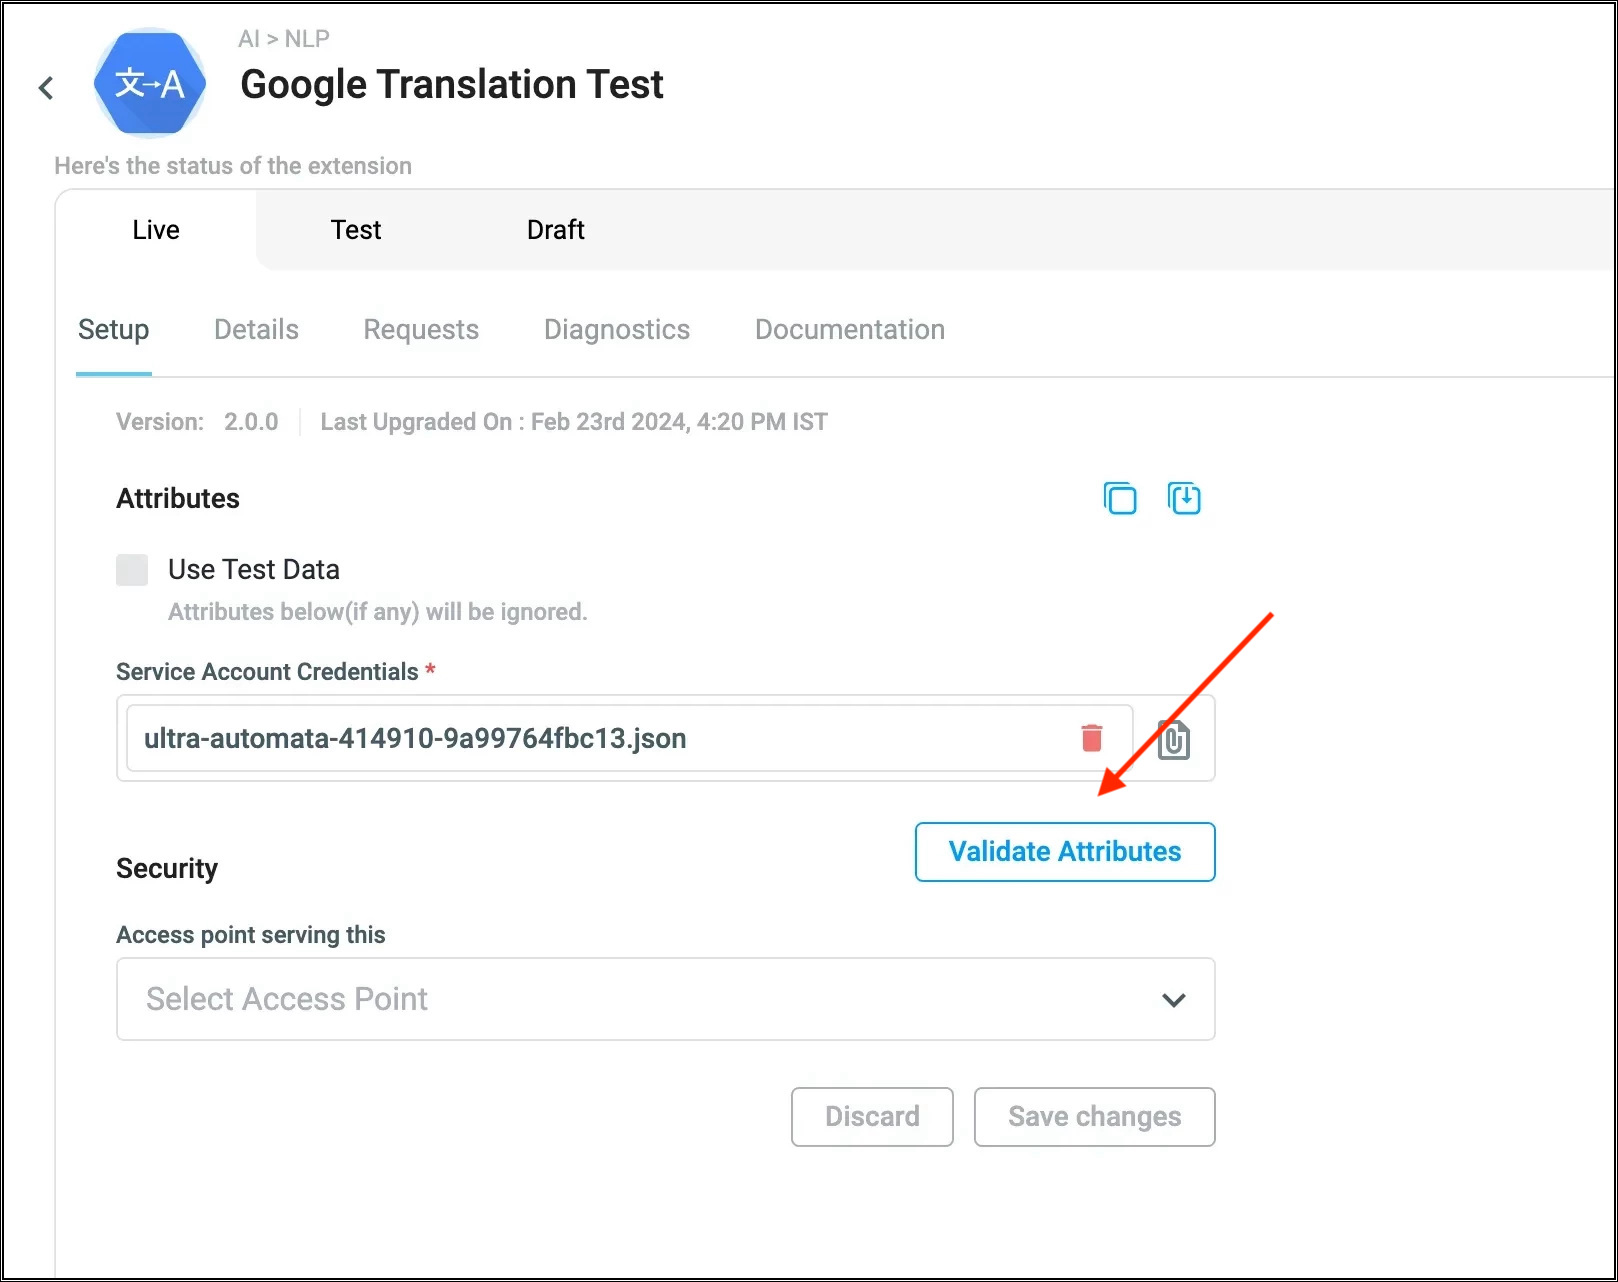 AI > NLP
文→A
Google Translation Test
Here's the status of the extension
Live Test Draft
Setup Details Requests Diagnostics Documentation
Version: 2.0.0 Last Upgraded On : Feb 23rd 2024, 4:20 PM IST
Attributes
Use Test Data
Attributes below(if any) will be ignored.
Service Account Credentials *
ultra-automata-414910-9a99764fbc13.json
Validate Attributes
Security
Access point serving this
Select Access Point
Discard Save changes